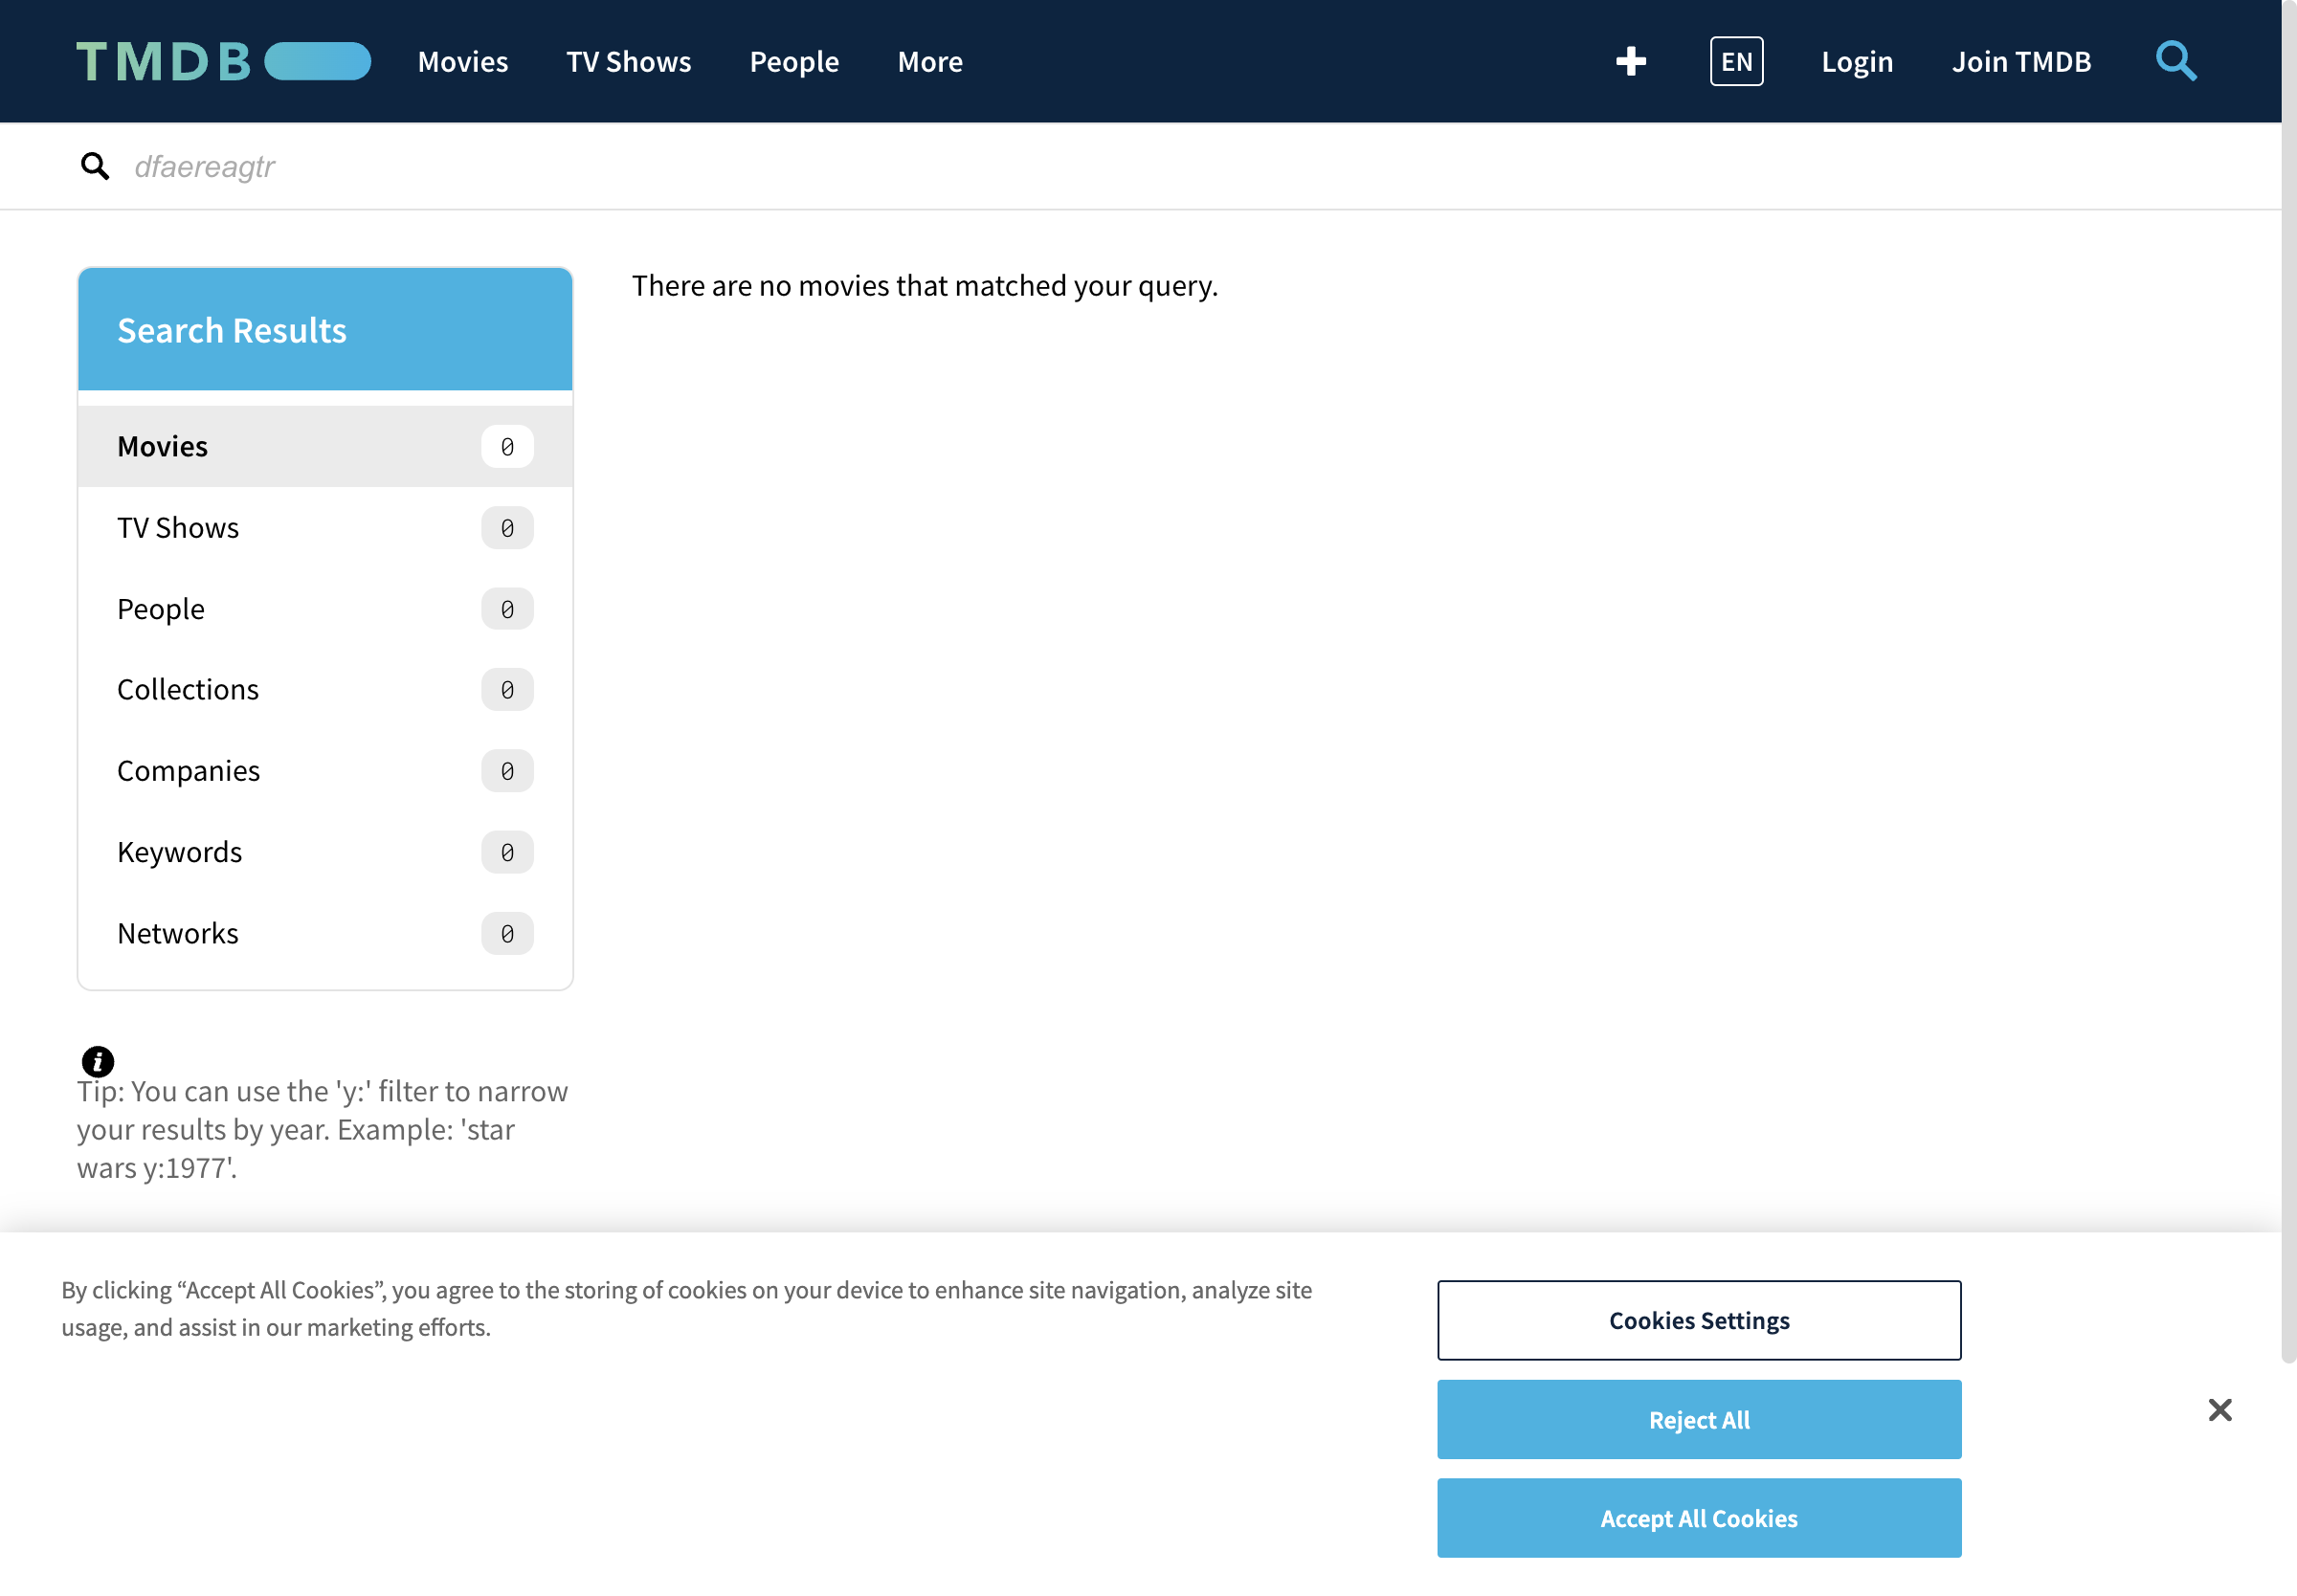 TMDB Movies TV Shows People More EN Login Join TMDB
dfaereagtr
Search Results
Movies 0
TV Shows 0
People 0
Collections 0
Companies 0
Keywords 0
Networks 0
There are no movies that matched your query.
Tip: You can use the 'y:' filter to narrow
your results by year. Example: 'star
wars y:1977'.
By clicking “Accept All Cookies”, you agree to the storing of cookies on your device to enhance site navigation, analyze site
usage, and assist in our marketing efforts.
Cookies Settings
Reject All
Accept All Cookies